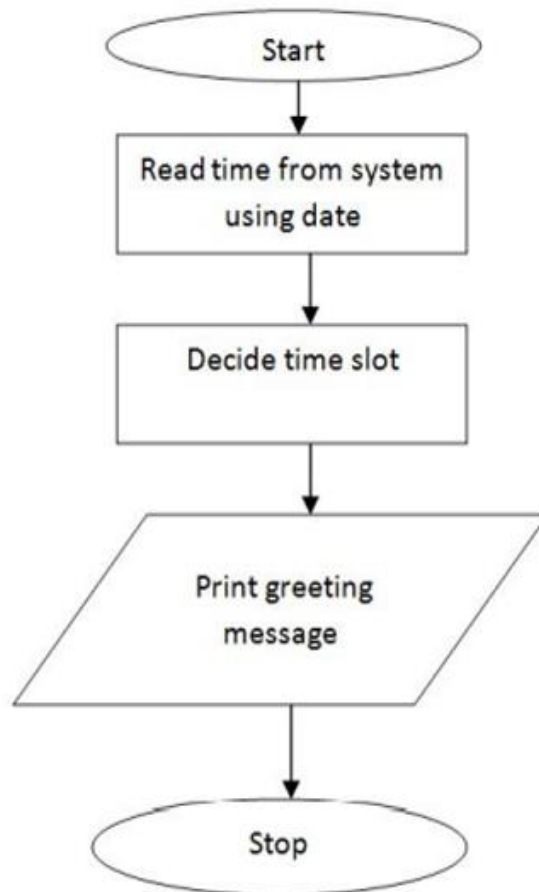 Start
Read time from system
using date
Decide time slot
Print greeting
message
Stop